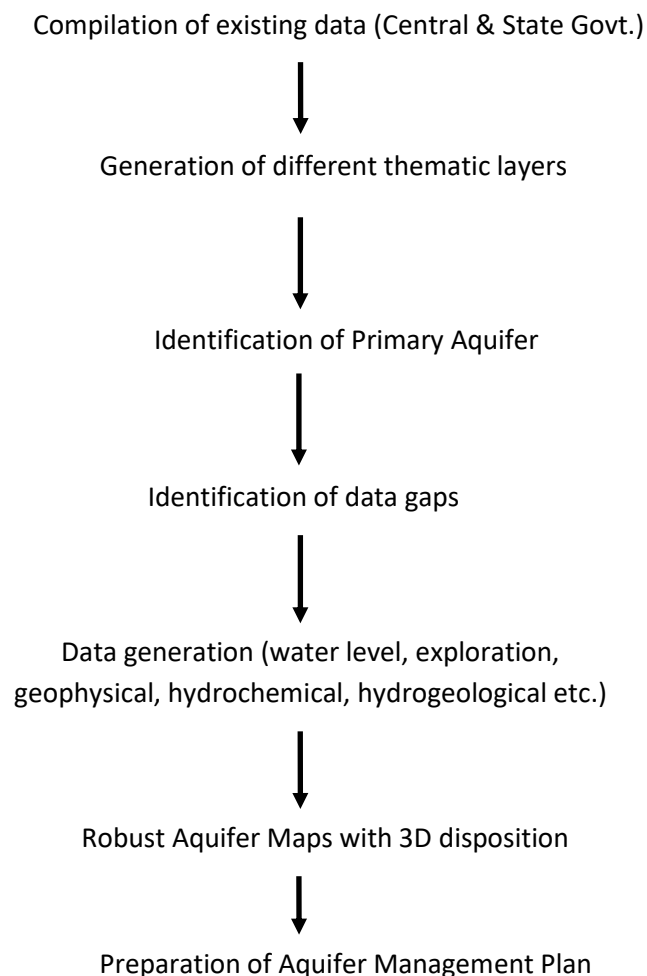 Compilation of existing data (Central & State Govt.)
Generation of different thematic layers
Identification of Primary Aquifer
Identification of data gaps
Data generation (water level, exploration,
geophysical, hydrochemical, hydrogeological etc.)
Robust Aquifer Maps with 3D disposition
Preparation of Aquifer Management Plan